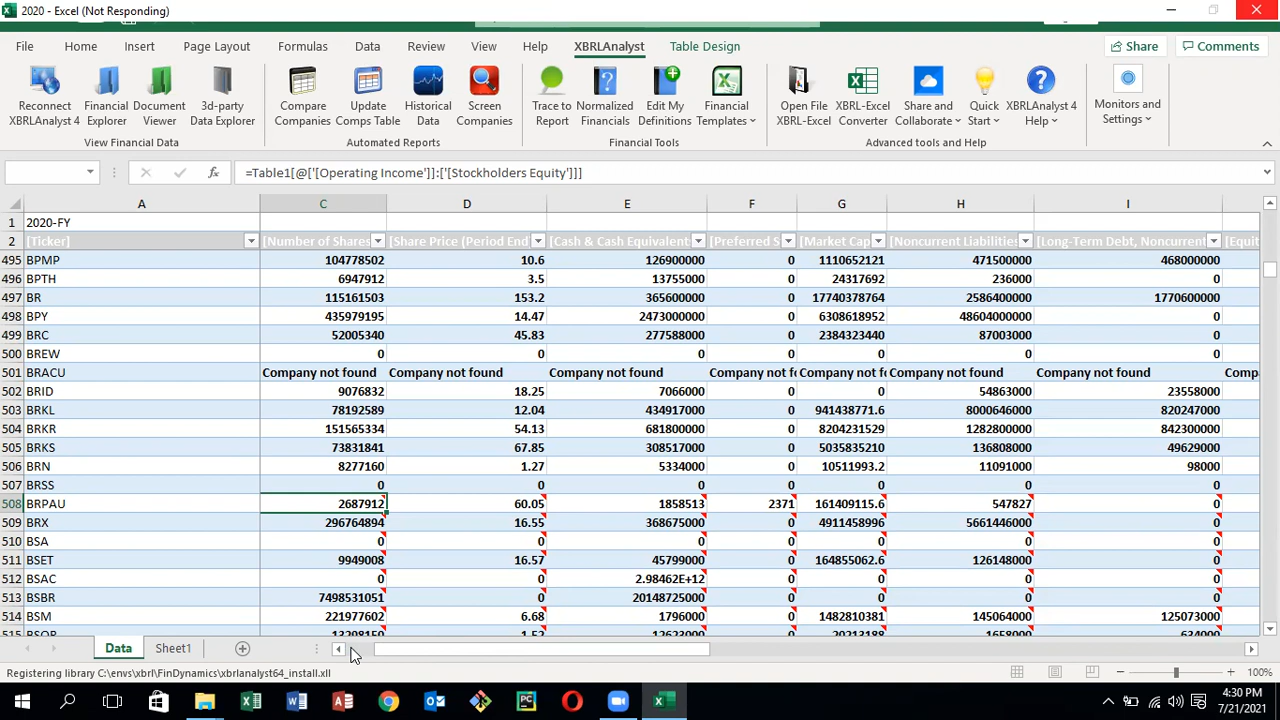 2020 - Excel (Not Responding)
File Home Insert Page Layout Formulas Data Review View Help XBRLAnalyst Table Design Share Comments
Reconnect XBRLAnalyst 4 Financial Explorer Document Viewer 3d-party Data Explorer Compare Companies Update Comps Table Historical Data Screen Companies Trace to Report Normalized Financials Edit My Definitions Financial Templates Open File XBRL-Excel XBRL-Excel Converter Share and Collaborate Quick Start XBRLAnalyst 4 Help Monitors and Settings
View Financial Data Automated Reports Financial Tools Advanced tools and Help
=Table1[@['[Operating Income']]:['[Stockholders Equity']]]
A C D E F G H I
1 2020-FY
2 [Ticker] [Number of Shares [Share Price (Period End [Cash & Cash Equivalent [Preferred S [Market Cap [Noncurrent Liabilities [Long-Term Debt, Noncurrent [Equit
495 BPMP 104778502 10.6 126900000 0 1110652121 471500000 468000000
496 BPTH 6947912 3.5 13755000 0 24317692 236000 0
497 BR 115161503 153.2 365600000 0 17740378764 2586400000 1770600000
498 BPY 435979195 14.47 2473000000 0 6308618952 48604000000 0
499 BRC 52005340 45.83 277588000 0 2384323440 87003000 0
500 BREW 0 0 0 0 0 0 0
501 BRACU Company not found Company not found Company not found Company not f Company not f Company not found Company not found Comp
502 BRID 9076832 18.25 7066000 0 0 54863000 23558000
503 BRKL 78192589 12.04 434917000 0 941438771.6 8000646000 820247000
504 BRKR 151565334 54.13 681800000 0 8204231529 1282800000 842300000
505 BRKS 73831841 67.85 308517000 0 5035835210 136808000 49629000
506 BRN 8277160 1.27 5334000 0 10511993.2 11091000 98000
507 BRSS 0 0 0 0 0 0 0
508 BRPAU 2687912 60.05 1858513 2371 161409115.6 547827 0
509 BRX 296764894 16.55 368675000 0 4911458996 5661446000 0
510 BSA 0 0 0 0 0 0 0
511 BSET 9949008 16.57 45799000 0 164855062.6 126148000 0
512 BSAC 0 0 2.98462E+12 0 0 0 0
513 BSBR 7498531051 0 20148725000 0 0 0 0
514 BSM 221977602 6.68 1796000 0 1482810381 145064000 125073000
515 BSQR 13298150 1.52 12623000 0 20213188 1658000 634000
Data Sheet1
Registering library C:\envs\xbrl\FinDynamics\xbrlanalyst64_install.xll 100%
4:30 PM
7/21/2021